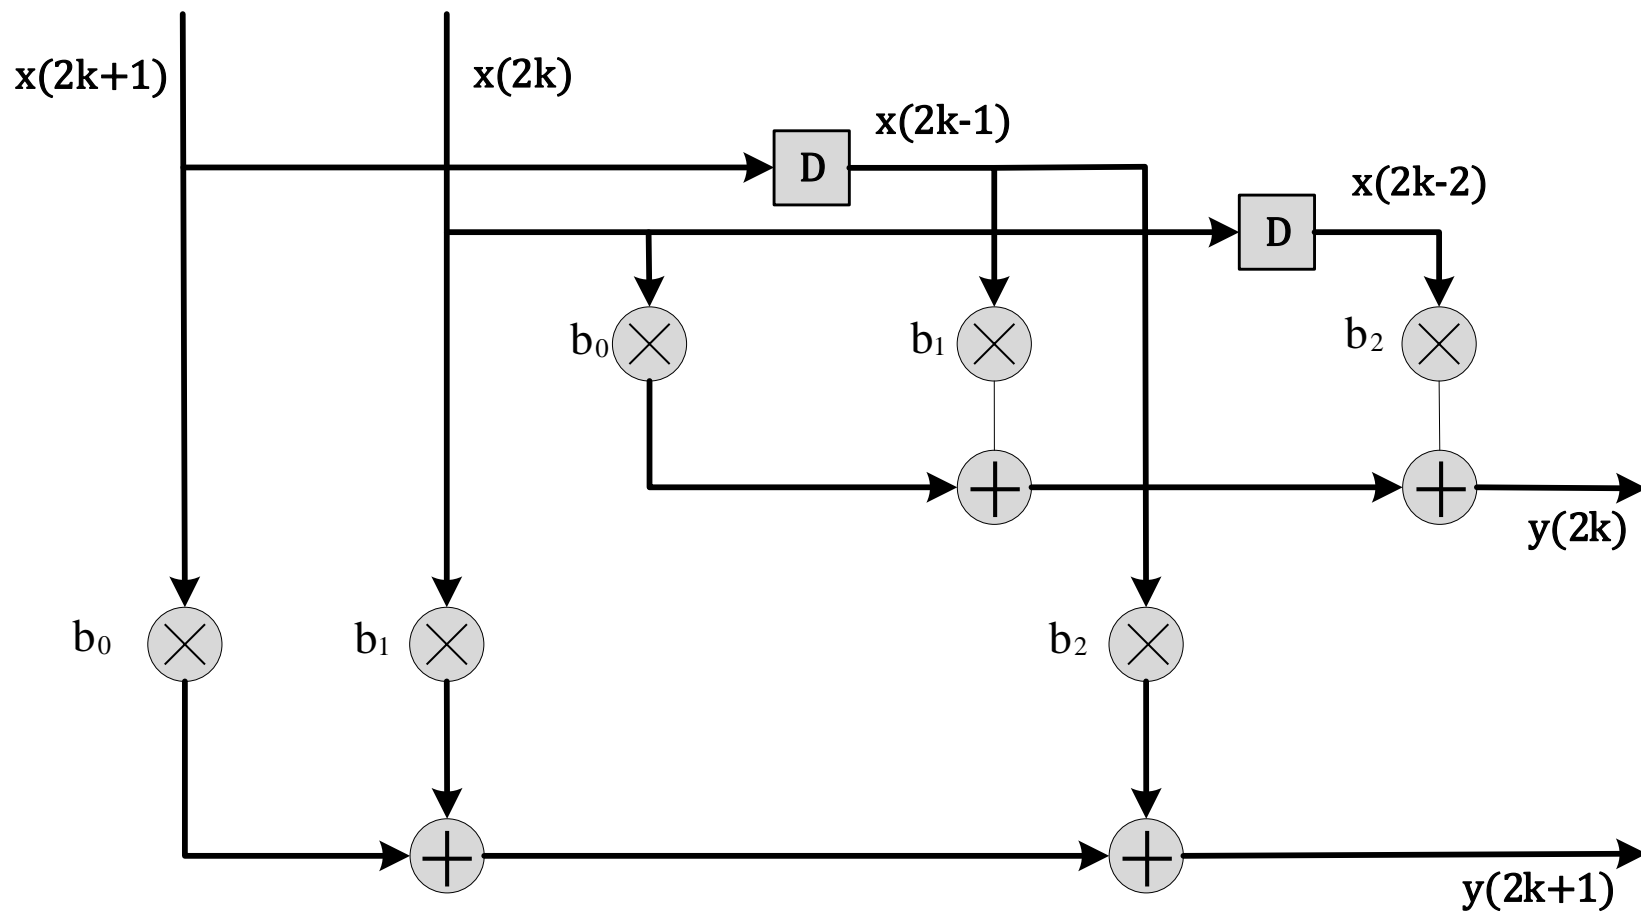 x(2k+1)
x(2k)
x(2k-1)
D
x(2k-2)
D
b₀
b₁
b₂
y(2k)
b₀
b₁
b₂
y(2k+1)